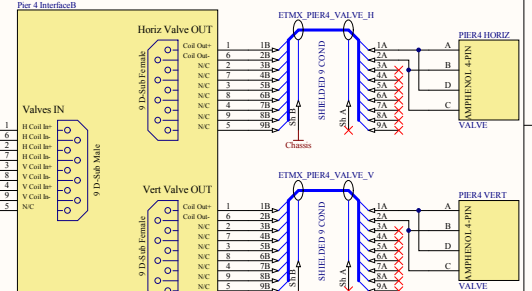 Pier 4 InterfaceB
Horiz Valve OUT
9 D-Sub Female
Coil Out+ 1 1B
Coil Out- 6 2B
N/C 2 3B
N/C 7 4B
N/C 3 5B
N/C 8 6B
N/C 4 7B
N/C 9 8B
N/C 5 9B
ETMX_PIER4_VALVE_H
SHIELDED 9 COND
Sh B
Sh A
Chassis
1A
2A
3A
4A
5A
6A
7A
8A
9A
PIER4 HORIZ
A
B
D
C
AMPHENOL 4-PIN
VALVE
Valves IN
1 H Coil In+
6 H Coil In+
2 H Coil In-
7 H Coil In-
3 V Coil In+
8 V Coil In+
4 V Coil In-
9 V Coil In-
5 N/C
9 D-Sub Male
Vert Valve OUT
9 D-Sub Female
Coil Out+ 1 1B
Coil Out- 6 2B
N/C 2 3B
N/C 7 4B
N/C 3 5B
N/C 8 6B
N/C 4 7B
N/C 9 8B
N/C 5 9B
ETMX_PIER4_VALVE_V
SHIELDED 9 COND
Sh B
Sh A
1A
2A
3A
4A
5A
6A
7A
8A
9A
PIER4 VERT
A
B
D
C
AMPHENOL 4-PIN
VALVE